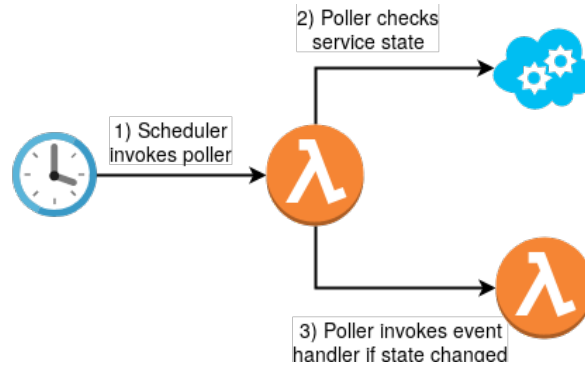 2) Poller checks
service state
1) Scheduler
invokes poller
λ
λ
3) Poller invokes event
handler if state changed